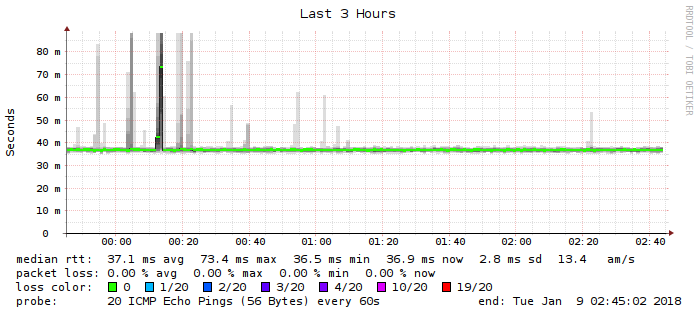 Last 3 Hours
RRDTOOL / TOBI OETIKER
Seconds
80 m
70 m
60 m
50 m
40 m
30 m
20 m
10 m
0
00:00 00:20 00:40 01:00 01:20 01:40 02:00 02:20 02:40
median rtt: 37.1 ms avg 73.4 ms max 36.5 ms min 36.9 ms now 2.8 ms sd 13.4 am/s
packet loss: 0.00 % avg 0.00 % max 0.00 % min 0.00 % now
loss color: 0 1/20 2/20 3/20 4/20 10/20 19/20
probe: 20 ICMP Echo Pings (56 Bytes) every 60s end: Tue Jan 9 02:45:02 2018